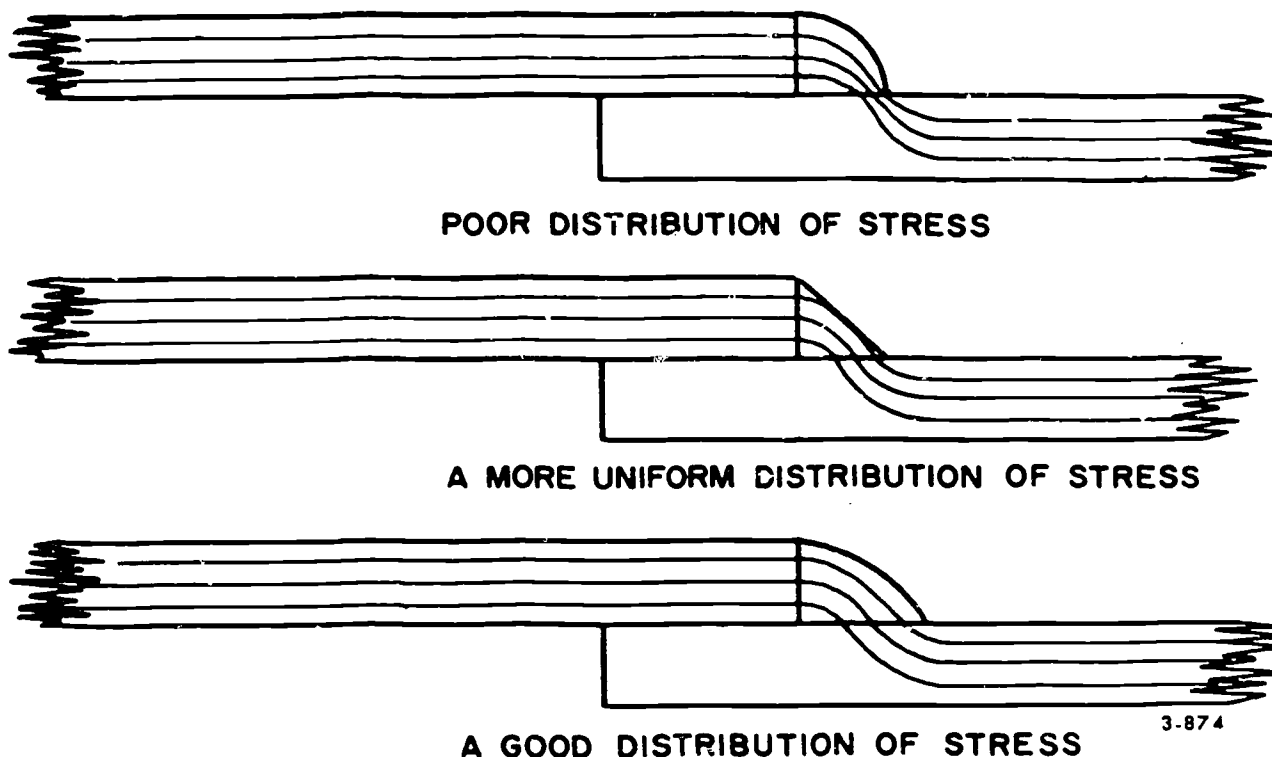 POOR DISTRIBUTION OF STRESS
A MORE UNIFORM DISTRIBUTION OF STRESS
3-874
A GOOD DISTRIBUTION OF STRESS